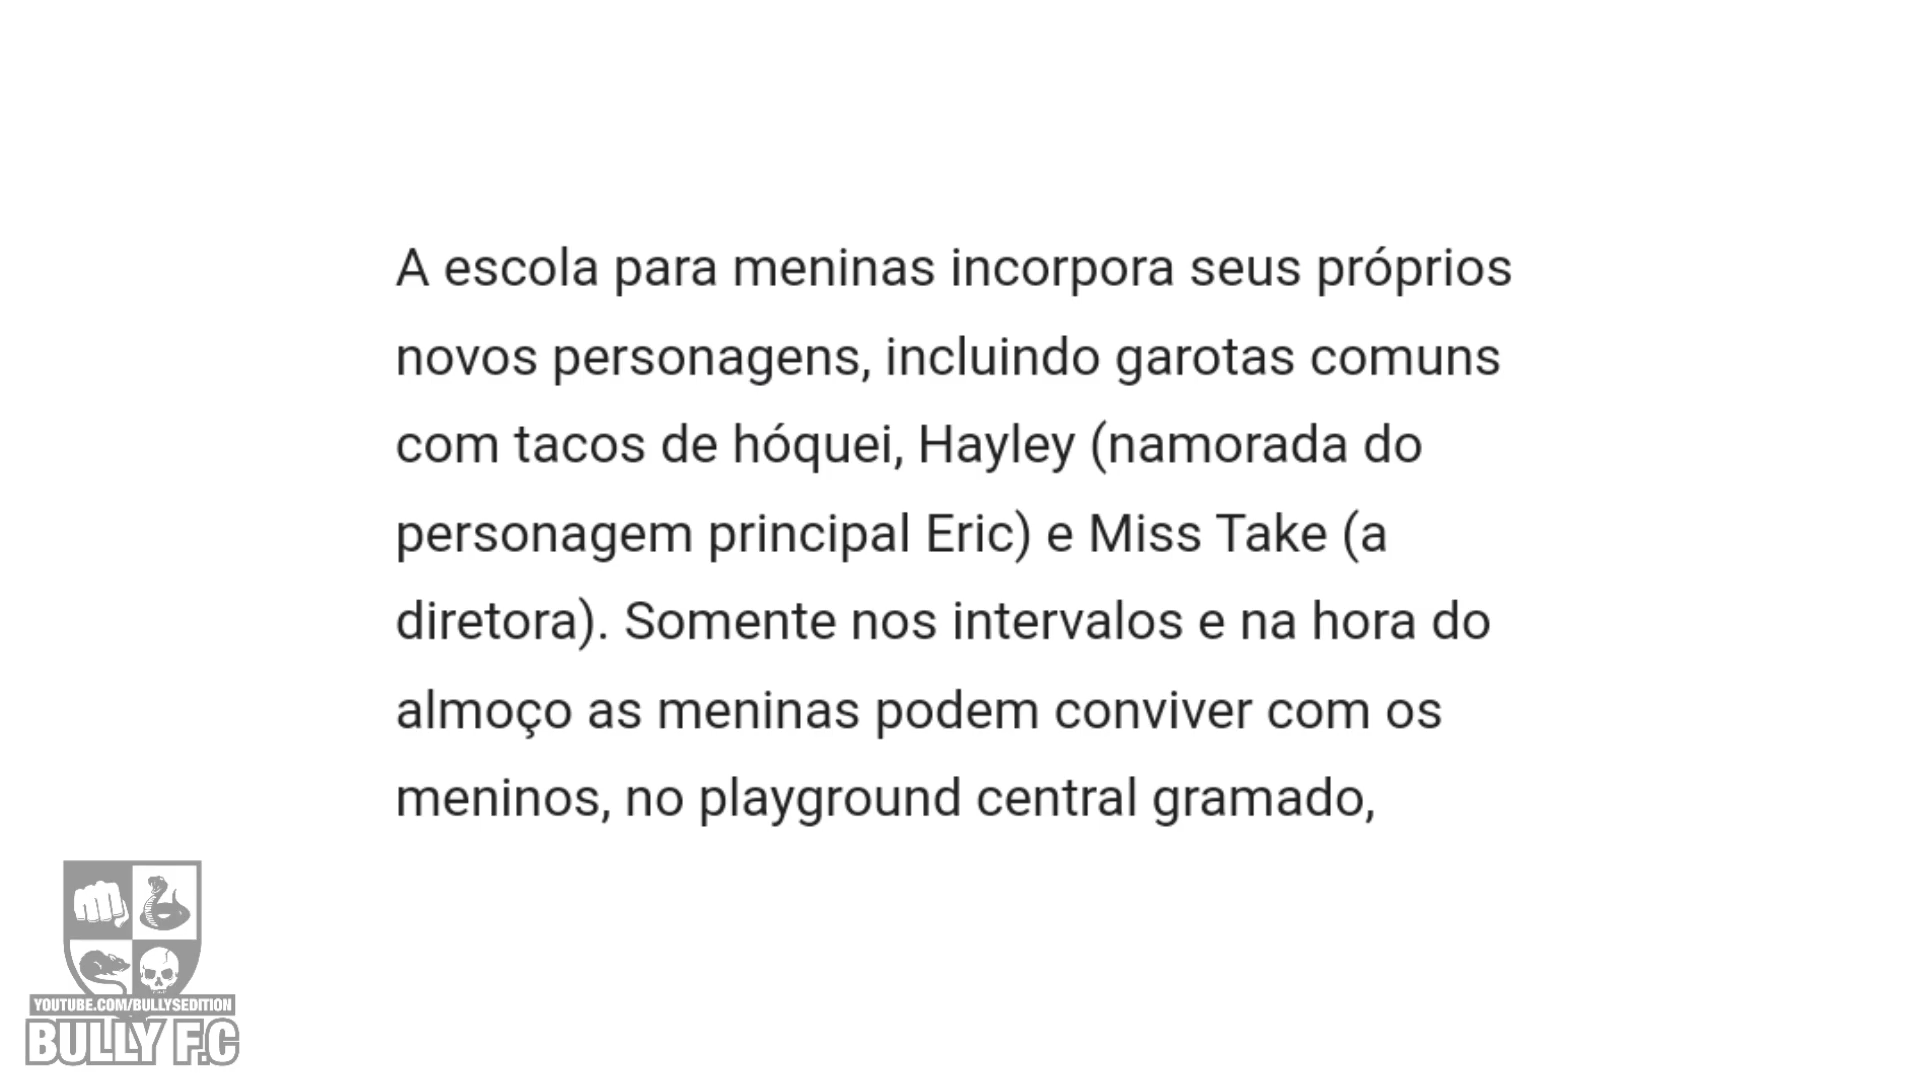 A escola para meninas incorpora seus próprios
novos personagens, incluindo garotas comuns
com tacos de hóquei, Hayley (namorada do
personagem principal Eric) e Miss Take (a
diretora). Somente nos intervalos e na hora do
almoço as meninas podem conviver com os
meninos, no playground central gramado,
YOUTUBE.COM/BULLYSEDITION
BULLY F.C